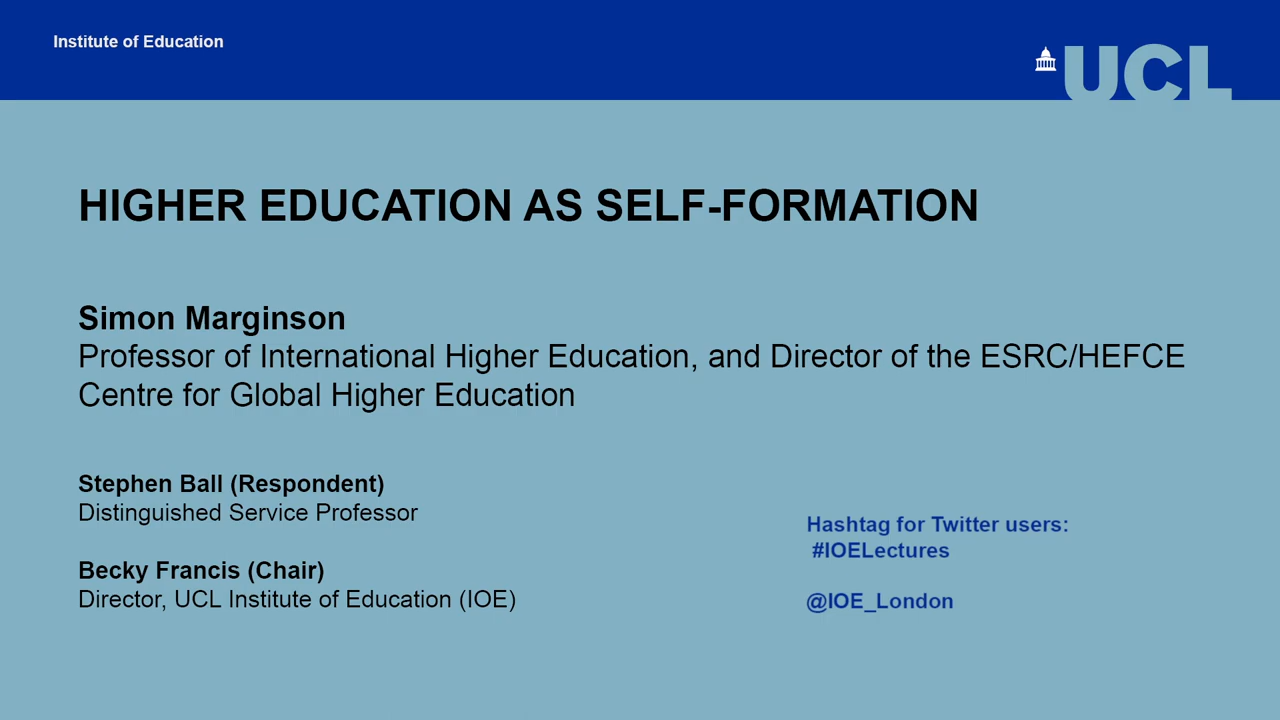 Institute of Education
UCL
HIGHER EDUCATION AS SELF-FORMATION
Simon Marginson
Professor of International Higher Education, and Director of the ESRC/HEFCE
Centre for Global Higher Education
Stephen Ball (Respondent)
Distinguished Service Professor
Becky Francis (Chair)
Director, UCL Institute of Education (IOE)
Hashtag for Twitter users:
#IOELectures
@IOE_London